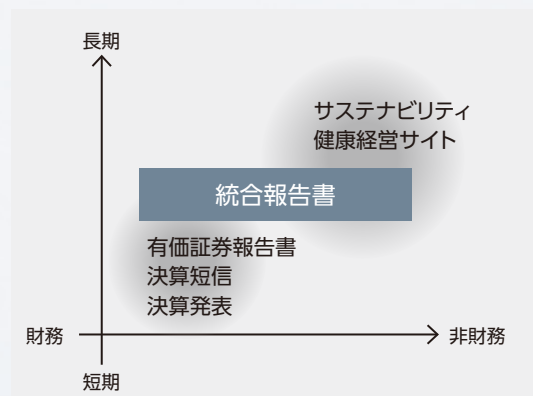 長期
サステナビリティ
健康経営サイト
統合報告書
有価証券報告書
決算短信
決算発表
財務
非財務
短期